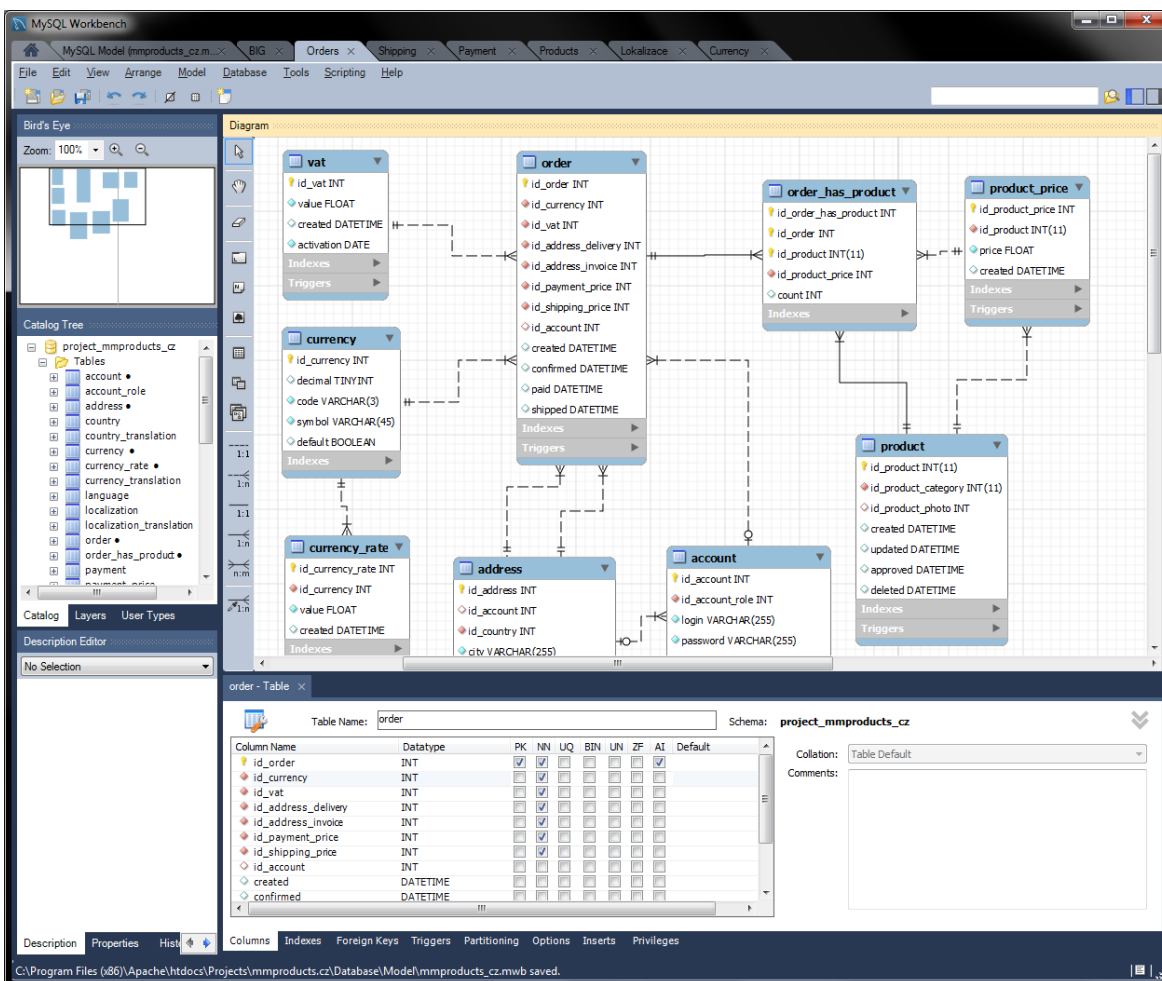 MySQL Workbench
MySQL Model (mmproducts_cz.m...
BIG
Orders
Shipping
Payment
Products
Lokalizace
Currency
File Edit View Arrange Model Database Tools Scripting Help
Bird's Eye
Zoom: 100%
Catalog Tree
project_mmproducts_cz
Tables
account •
account_role
address •
country
country_translation
currency •
currency_rate •
currency_translation
language
localization
localization_translation
order •
order_has_product •
payment
payment_price
Catalog Layers User Types
Description Editor
No Selection
Description Properties
Diagram
1:1
1:n
1:1
1:n
n:m
1:n
vat
id_vat INT
value FLOAT
created DATETIME
activation DATE
Indexes
Triggers
currency
id_currency INT
decimal TINYINT
code VARCHAR(3)
symbol VARCHAR(45)
default BOOLEAN
Indexes
currency_rate
id_currency_rate INT
id_currency INT
value FLOAT
created DATETIME
Indexes
order
id_order INT
id_currency INT
id_vat INT
id_address_delivery INT
id_address_invoice INT
id_payment_price INT
id_shipping_price INT
id_account INT
created DATETIME
confirmed DATETIME
paid DATETIME
shipped DATETIME
Indexes
Triggers
address
id_address INT
id_account INT
id_country INT
city VARCHAR(255)
account
id_account INT
id_account_role INT
login VARCHAR(255)
password VARCHAR(255)
order_has_product
id_order_has_product INT
id_order INT
id_product INT(11)
id_product_price INT
count INT
Indexes
product_price
id_product_price INT
id_product INT(11)
price FLOAT
created DATETIME
Indexes
Triggers
product
id_product INT(11)
id_product_category INT(11)
id_product_photo INT
created DATETIME
updated DATETIME
approved DATETIME
deleted DATETIME
Indexes
Triggers
order - Table
Table Name: order
Schema: project_mmproducts_cz
Column Name Datatype PK NN UQ BIN UN ZF AI Default
id_order INT
id_currency INT
id_vat INT
id_address_delivery INT
id_address_invoice INT
id_payment_price INT
id_shipping_price INT
id_account INT
created DATETIME
confirmed DATETIME
Collation: Table Default
Comments:
Columns Indexes Foreign Keys Triggers Partitioning Options Inserts Privileges
C:\Program Files (x86)\Apache\htdocs\Projects\mmproducts.cz\Database\Model\mmproducts_cz.mwb saved.